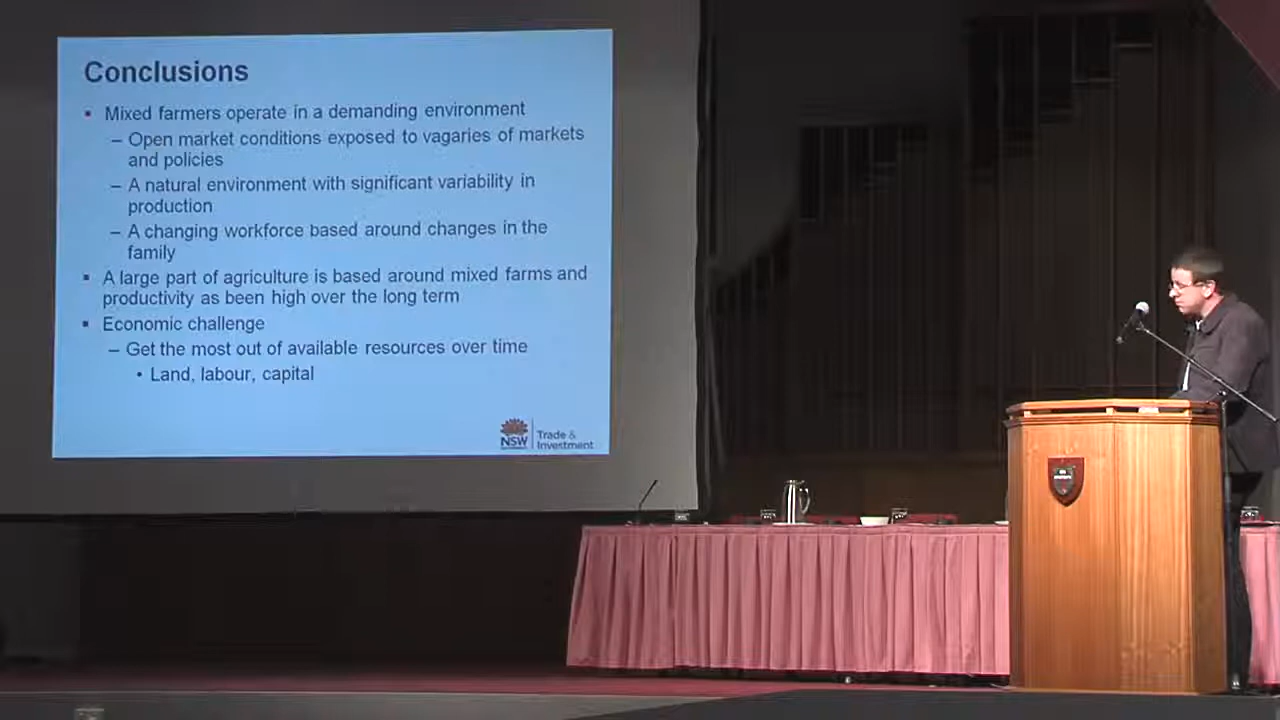 Conclusions
▪ Mixed farmers operate in a demanding environment
– Open market conditions exposed to vagaries of markets
and policies
– A natural environment with significant variability in
production
– A changing workforce based around changes in the
family
▪ A large part of agriculture is based around mixed farms and
productivity as been high over the long term
▪ Economic challenge
– Get the most out of available resources over time
• Land, labour, capital
NSW
Trade &
Investment